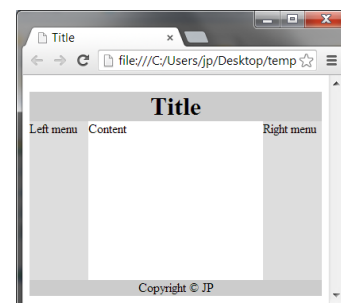 Title
file:///C:/Users/jp/Desktop/temp
Title
Left menu Content Right menu
Copyright © JP